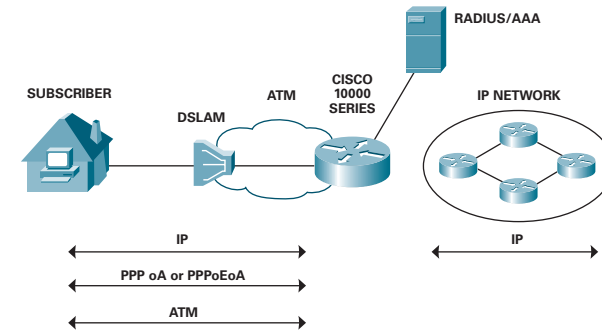 RADIUS/AAA
CISCO
10000
SERIES
SUBSCRIBER
ATM
IP NETWORK
DSLAM
IP
IP
PPP oA or PPPoEoA
ATM